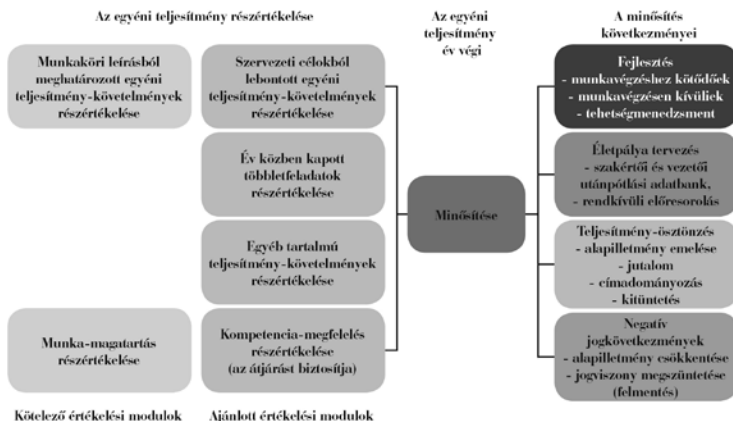 Az egyéni teljesítmény részértékelése
Az egyéni
teljesítmény
év végi
A minősítés
következményei
Munkaköri leírásból
meghatározott egyéni
teljesítmény-követelmények
részértékelése
Szervezeti célokból
lebontott egyéni
teljesítmény-követelmények
részértékelése
Év közben kapott
többletfeladatok
részértékelése
Egyéb tartalmú
teljesítmény-követelmények
részértékelése
Munka-magatartás
részértékelése
Kompetencia-megfelelés
részértékelése
(az átjárást biztosítja)
Kötelező értékelési modulok
Ajánlott értékelési modulok
Minősítése
Fejlesztés
- munkavégzéshez kötődőek
- munkavégzésen kívüliek
- tehetségmenedzsment
Életpálya tervezés
- szakértői és vezetői
utánpótlási adatbank,
- rendkívüli előresorolás
Teljesítmény-ösztönzés
- alapilletmény emelése
- jutalom
- címadományozás
- kitüntetés
Negatív
jogkövetkezmények
- alapilletmény csökkentése
- jogviszony megszüntetése
(felmentés)